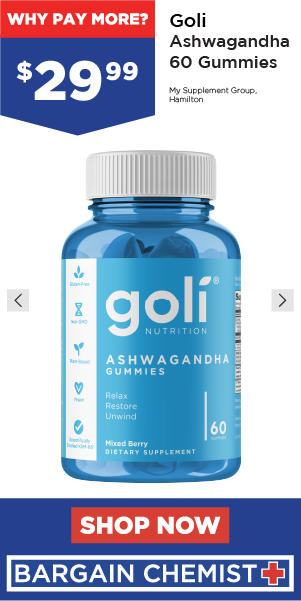 WHY PAY MORE?
$29.99
Goli
Ashwagandha
60 Gummies
My Supplement Group,
Hamilton
Gluten-Free
Non-GMO
Plant-Based
Vegan
goli®
NUTRITION
ASHWAGANDHA
GUMMIES
Relax
Restore
Unwind
60
Mixed Berry
DIETARY SUPPLEMENT
SHOP NOW
BARGAIN CHEMIST